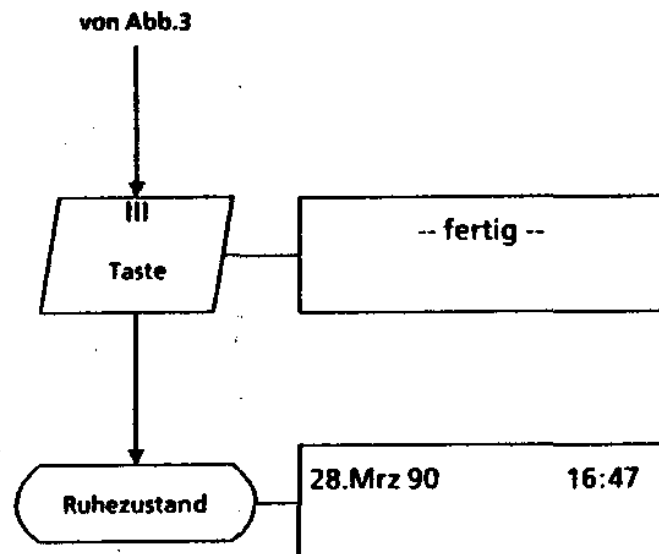 von Abb.3
III
Taste
-- fertig --
Ruhezustand
28.Mrz 90 16:47